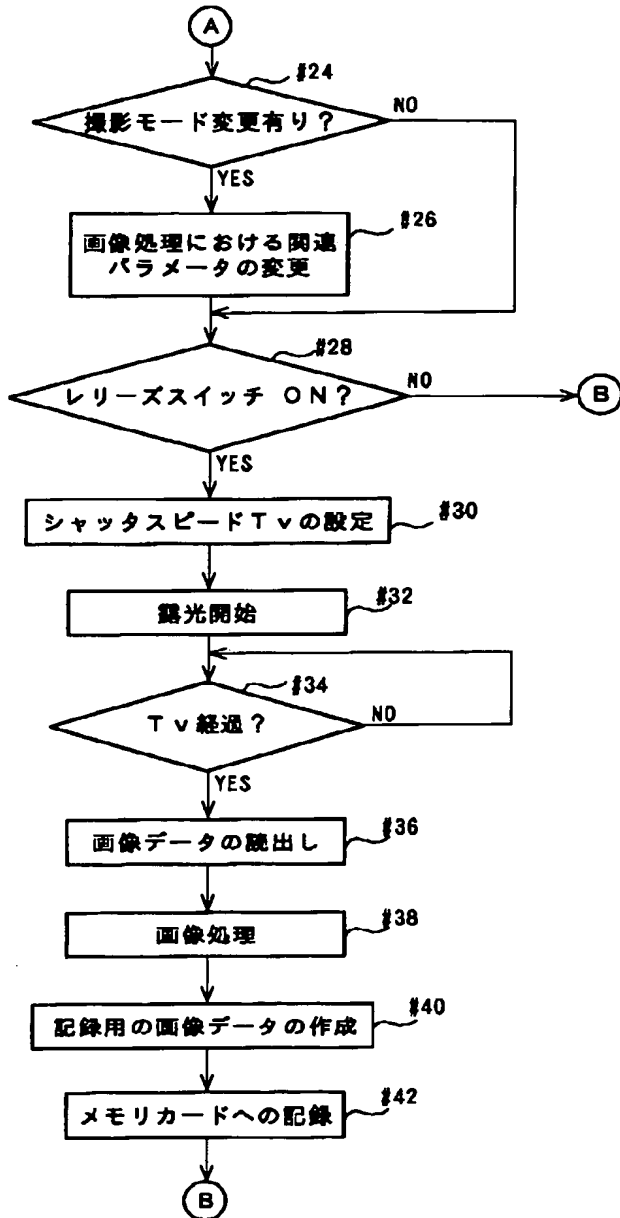 A
#24
撮影モード変更有り?
NO
YES
#26
画像処理における関連
パラメータの変更
#28
レリーズスイッチ ON?
NO
B
YES
シャッタスピードTvの設定
#30
露光開始
#32
#34
Tv経過?
NO
YES
画像データの読出し
#36
画像処理
#38
記録用の画像データの作成
#40
メモリカードへの記録
#42
B